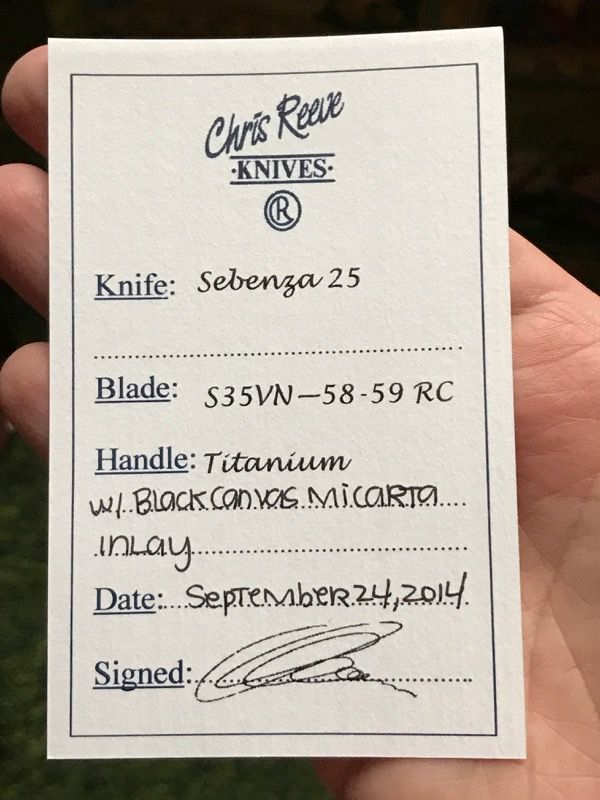 Chris Reeve
·KNIVES·
®
Knife: Sebenza 25
Blade: S35VN—58-59 RC
Handle: Titanium
w/ Black Canvas Micarta
Inlay
Date: September 24, 2014
Signed: